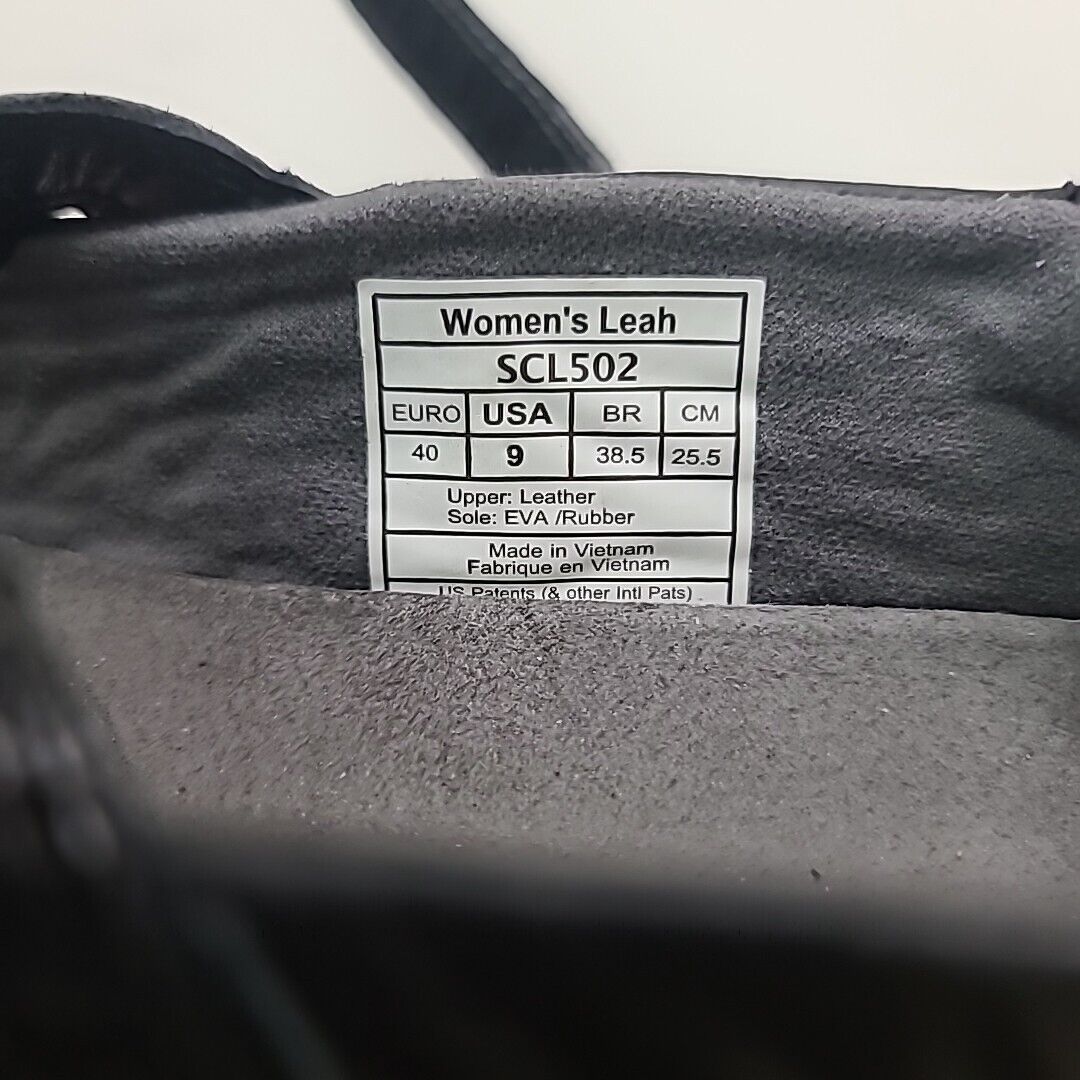 Women's Leah
SCL502
EURO USA BR CM
40 9 38.5 25.5
Upper: Leather
Sole: EVA /Rubber
Made in Vietnam
Fabrique en Vietnam
US Patents (& other Intl Pats)